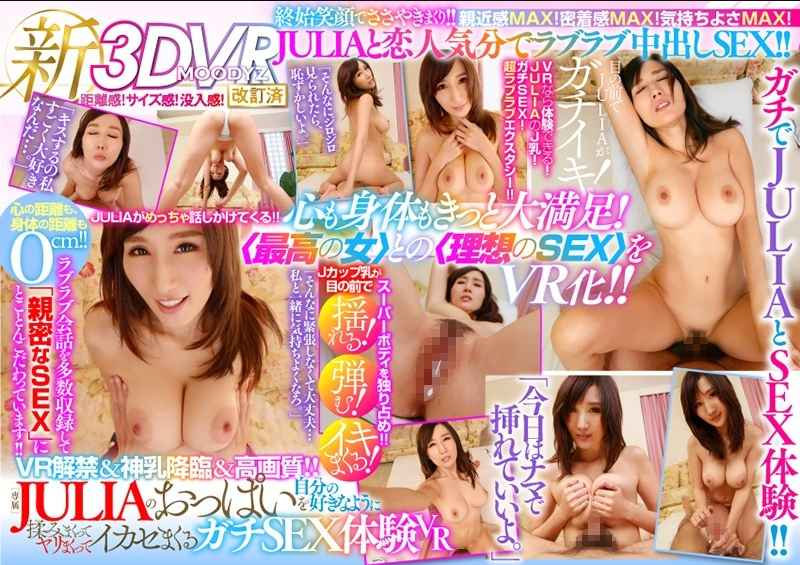 終始笑顔でささやきまくり!!親近感MAX!密着感MAX!気持ちよさMAX!
新3DVR
MOODYZ
距離感!サイズ感!没入感!
改訂済
JULIAと恋人気分でラブラブ中出しSEX!!
「キスするの私
すごく大好き
なんだ…。」
「そんなにジロジロ
見られたら、
恥ずかしいよ」
VRなら体験できる!
JULIAのJ乳!
ガチSEX!
超ラブラブエクスタシー!!
目の前で
JULIAが
ガチイキ!
ガチでJULIAとSEX体験!!
JULIAがめっちゃ話しかけてくる!!
心の距離も、
身体の距離も
0cm!!
ラブラブ会話を多数収録して
「親密なSEX」に
とことんこだわっています!!
心も身体もきっと大満足!
〈最高の女〉との〈理想のSEX〉を
VR化!!
Jカップ乳が
目の前で
揺れる!
弾む!
イキまくる!
スーパーボディを独り占め!!
「そんなに緊張しなくて大丈夫…
私と一緒に気持ちよくなろ」
「今日はナマで
挿れていいよ。」
VR解禁&神乳降臨&高画質!!
専属
JULIAのおっぱいを自分の好きなように
揉みまくってヤリまくってイカセまくるガチSEX体験VR